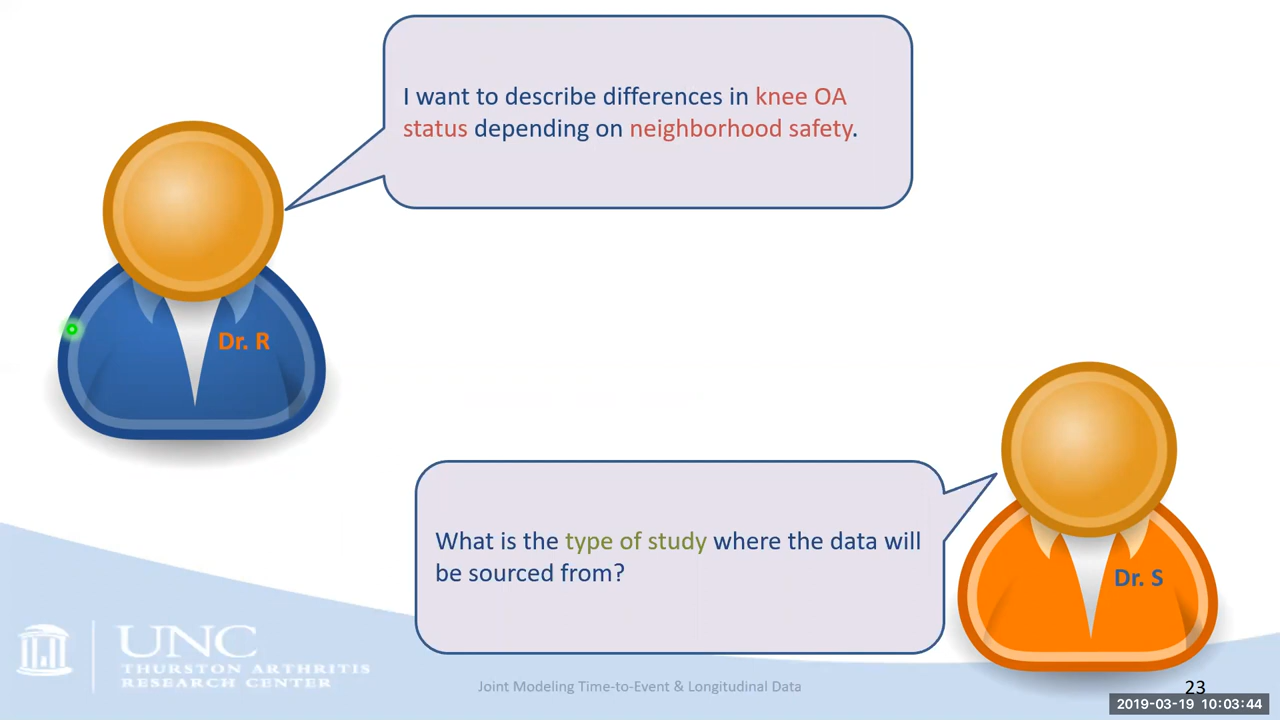 I want to describe differences in knee OA
status depending on neighborhood safety.
Dr. R
What is the type of study where the data will
be sourced from?
Dr. S
UNC
THURSTON ARTHRITIS
RESEARCH CENTER
Joint Modeling Time-to-Event & Longitudinal Data
23
2019-03-19 10:03:44